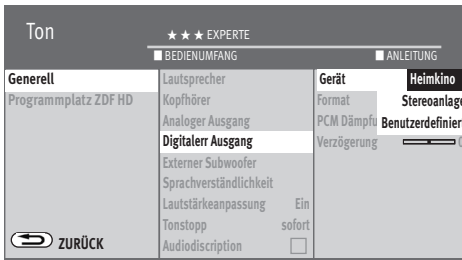 Ton
★ ★ ★ EXPERTE
BEDIENUMFANG
ANLEITUNG
Generell
Programmplatz ZDF HD
ZURÜCK
Lautsprecher
Kopfhörer
Analoger Ausgang
Digitalerr Ausgang
Externer Subwoofer
Sprachverständlichkeit
Lautstärkeanpassung Ein
Tonstopp sofort
Audiodiscription
Gerät Heimkino
Format Stereoanlage
PCM Dämpfu Benutzerdefinier
Verzögerung